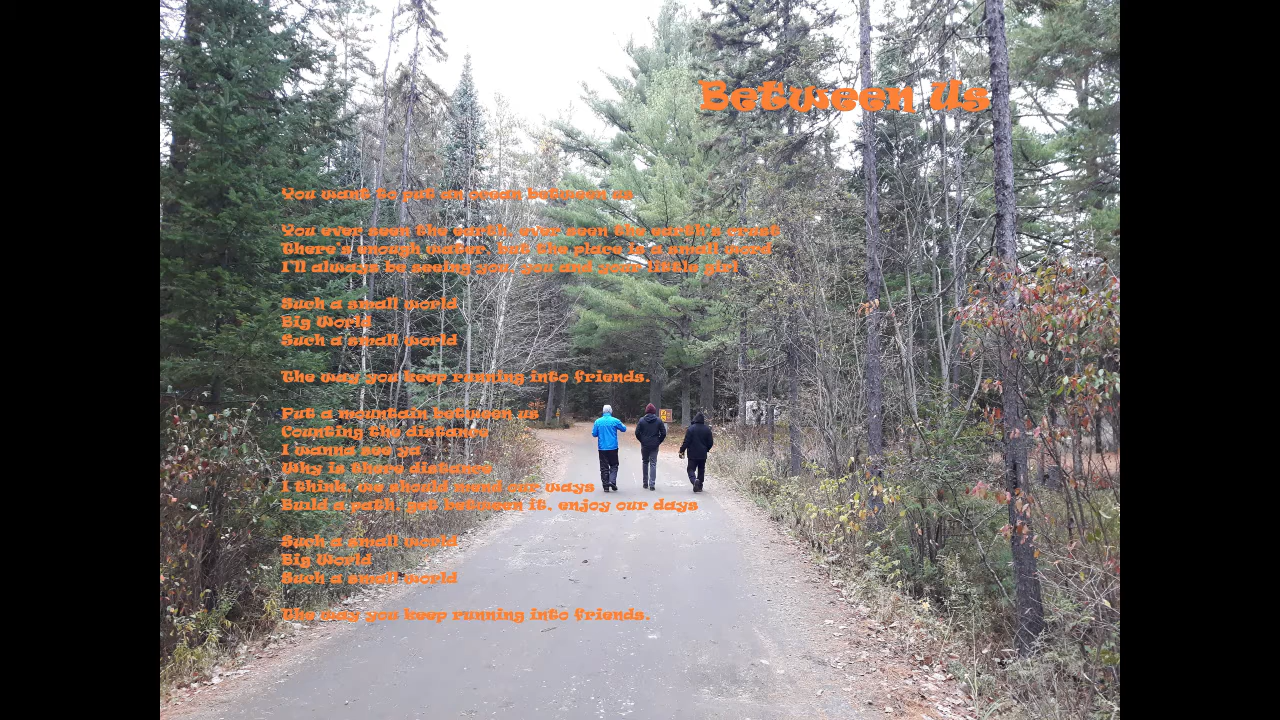 Between Us
You want to put an ocean between us
You ever seen the earth, ever seen the earth's crest
There's enough water, but the place is a small word
I'll always be seeing you, you and your little girl
Such a small world
Big World
Such a small world
The way you keep running into friends.
Put a mountain between us
Counting the distance
I wanna see ya
Why is there distance
I think, we should mend our ways
Build a path, get between it, enjoy our days
Such a small world
Big World
Such a small world
The way you keep running into friends.